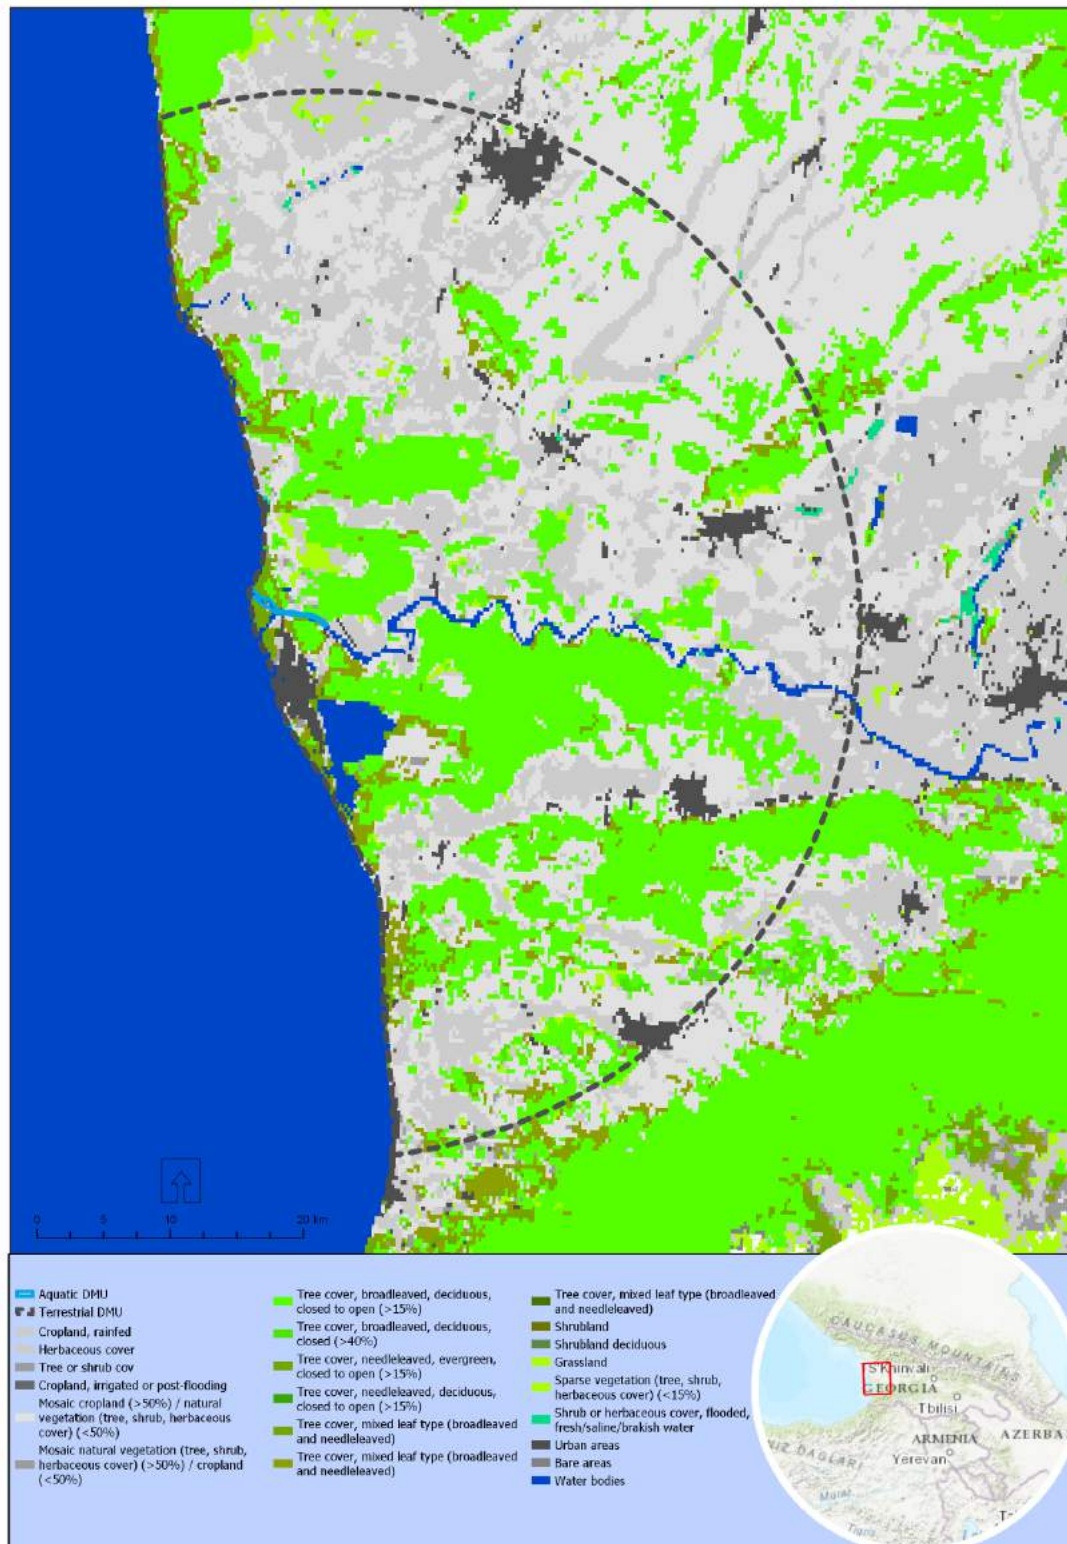 0 5 10 20 km
Aquatic DMU
Terrestrial DMU
Cropland, rainfed
Herbaceous cover
Tree or shrub cov
Cropland, irrigated or post-flooding
Mosaic cropland (>50%) / natural
vegetation (tree, shrub, herbaceous
cover) (<50%)
Mosaic natural vegetation (tree, shrub,
herbaceous cover) (>50%) / cropland
(<50%)
Tree cover, broadleaved, deciduous,
closed to open (>15%)
Tree cover, broadleaved, deciduous,
closed (>40%)
Tree cover, needleleaved, evergreen,
closed to open (>15%)
Tree cover, needleleaved, deciduous,
closed to open (>15%)
Tree cover, mixed leaf type (broadleaved
and needleleaved)
Tree cover, mixed leaf type (broadleaved
and needleleaved)
Tree cover, mixed leaf type (broadleaved
and needleleaved)
Shrubland
Shrubland deciduous
Grassland
Sparse vegetation (tree, shrub,
herbaceous cover) (<15%)
Shrub or herbaceous cover, flooded,
fresh/saline/brakish water
Urban areas
Bare areas
Water bodies
CAUCASUS MOUNTAINS
S'Khinvali
GEORGIA
Tbilisi
ARMENIA
AZERBA
Yerevan
DAGLARI
Murat
Tigris